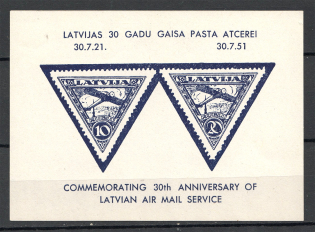 LATVIJAS 30 GADU GAISA PASTA ATCEREI
30.7.21. 30.7.51
LATVIJA LATVIJA
10 20
COMMEMORATING 30th ANNIVERSARY OF
LATVIAN AIR MAIL SERVICE